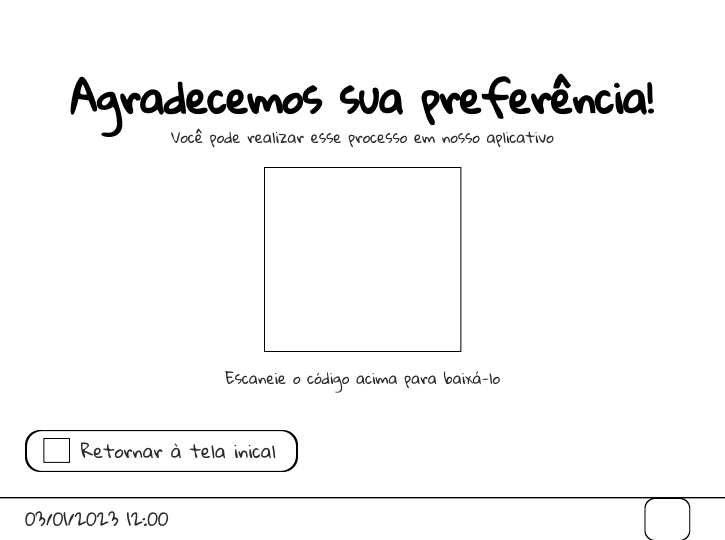 Agradecemos sua preferência!
Você pode realizar esse processo em nosso aplicativo
Escaneie o código acima para baixá-lo
Retornar à tela inical
03/01/2023 12:00